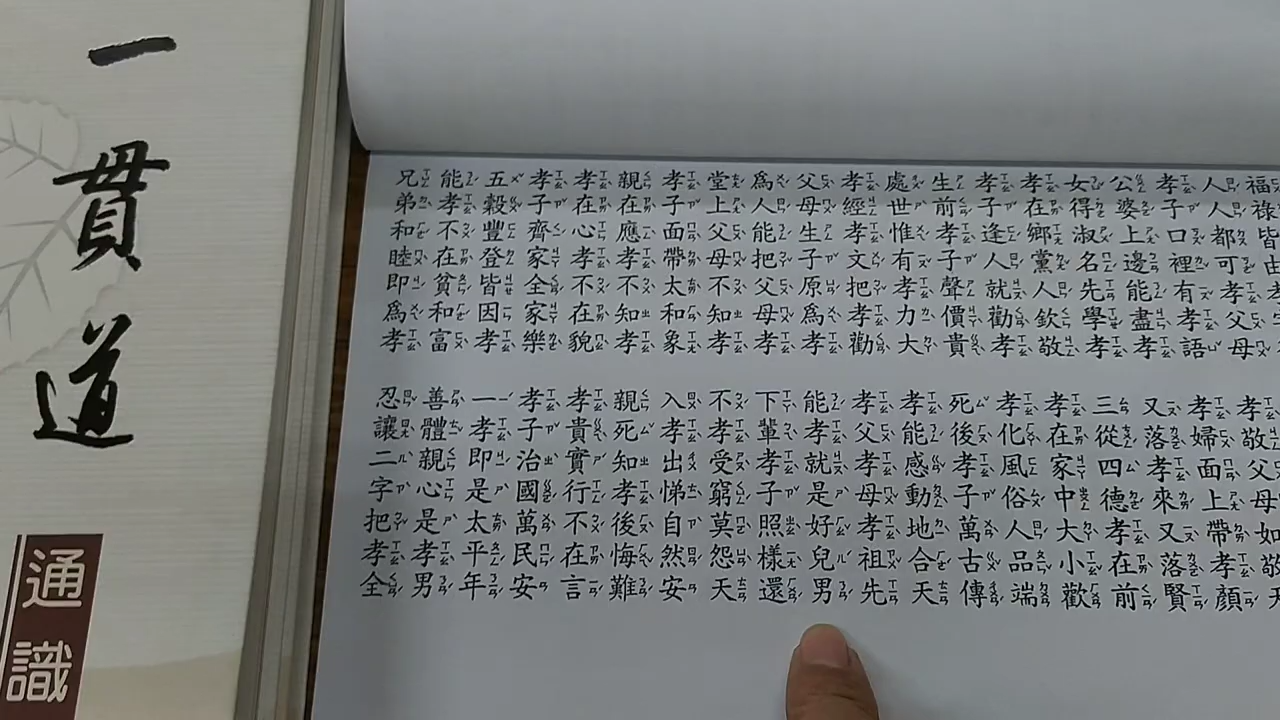 福祿皆由孝
人人都可孝父母
孝子口裡有孝語
公婆上邊能盡孝
女得淑名先學孝
孝在鄉黨人欽敬
孝子逢人就勸孝
生前孝子聲價貴
處世惟有孝力大
孝經孝文把孝勸
父母生子原為孝
為人能把父母孝
堂上父母不知孝
孝子面帶太和象
親在應孝不知孝
孝在心孝不在貌
孝子齊家全家樂
五穀豐登皆因孝
能孝不在貧和富
兄弟和睦即為孝
孝敬父母如敬天
孝婦面上帶孝顏
又落孝來又落賢
三從四德孝在前
孝在家中大小歡
孝化風俗人品端
死後孝子萬古傳
孝能感動地合天
孝父孝母孝祖先
能孝就是好兒男
下輩孝子照樣還
不孝受窮莫怨天
入孝出悌自然安
親死知孝後悔難
孝貴實行不在言
孝子治國萬民安
一孝即是太平年
善體親心是孝男
忍讓二字把孝全
一貫道
通識